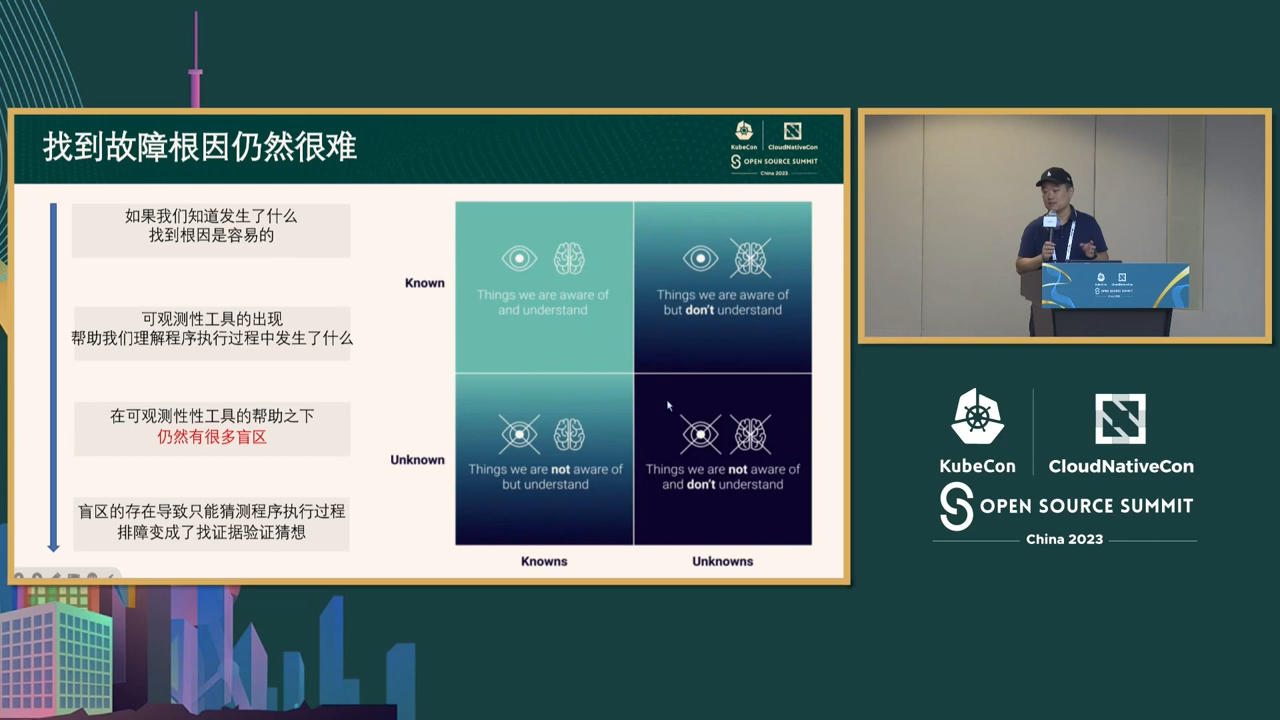 找到故障根因仍然很难
KubeCon
CloudNativeCon
OPEN SOURCE SUMMIT
China 2023
如果我们知道发生了什么
找到根因是容易的
可观测性工具的出现
帮助我们理解程序执行过程中发生了什么
在可观测性性工具的帮助之下
仍然有很多盲区
盲区的存在导致只能猜测程序执行过程
排障变成了找证据验证猜想
Known
Things we are aware of
and understand
Things we are aware of
but don't understand
Unknown
Things we are not aware of
but understand
Things we are not aware of
and don't understand
Knowns
Unknowns
OPEN SOURCE SUMMIT
KubeCon
CloudNativeCon
OPEN SOURCE SUMMIT
China 2023